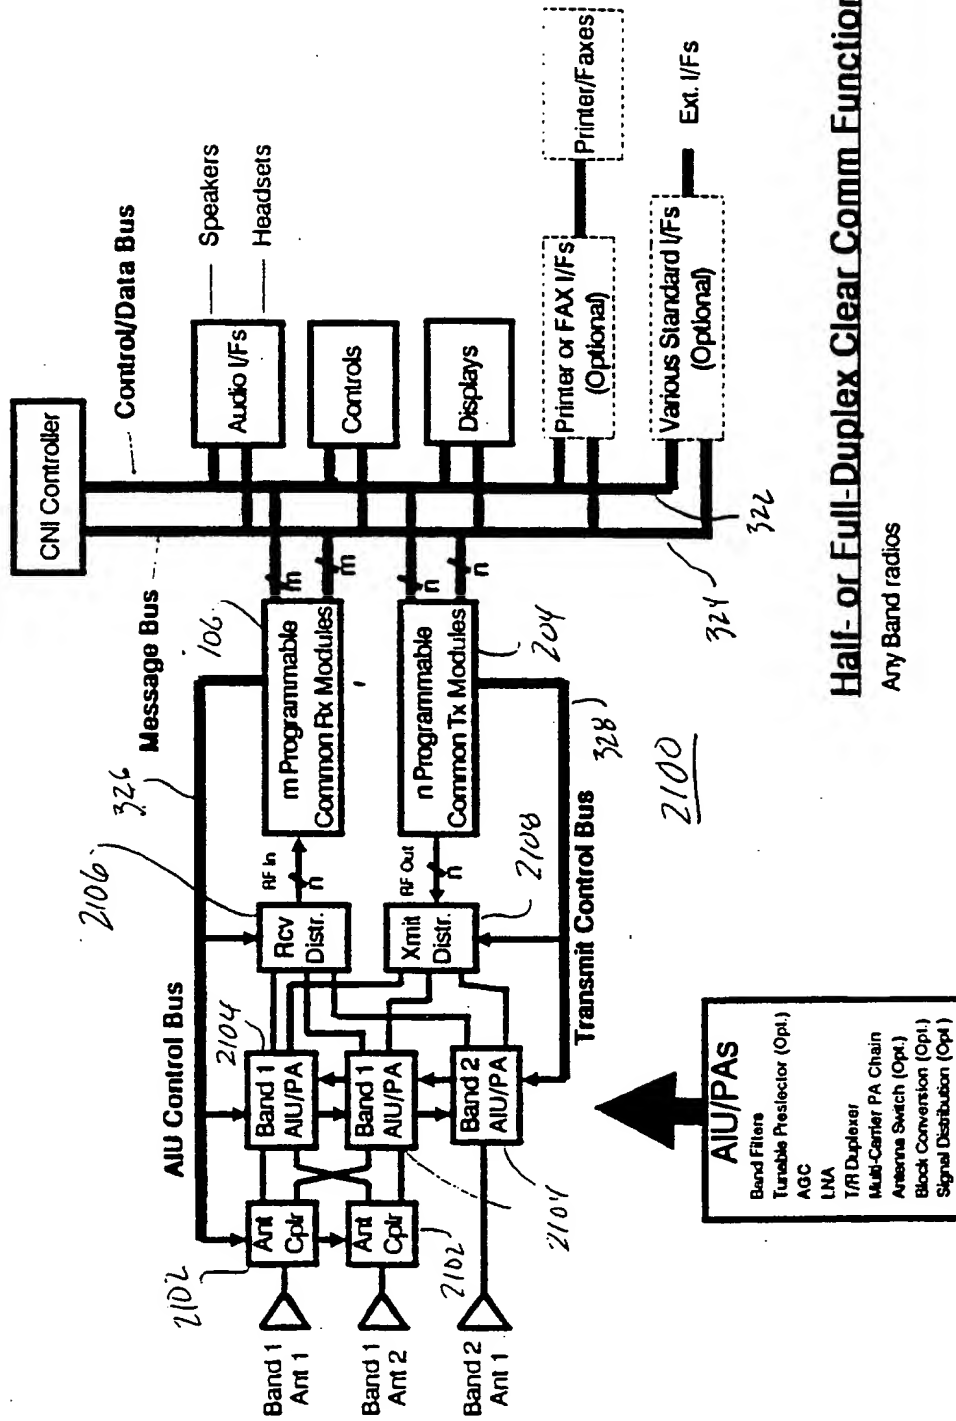 CNI Controller
Message Bus
Control/Data Bus
Audio I/Fs
Speakers
Headsets
Controls
Displays
Printer or FAX I/Fs
(Optional)
Printer/Faxes
Various Standard I/Fs
(Optional)
Ext. I/Fs
322
324
326
106
m Programmable
Common Rx Modules
m
m
n Programmable
Common Tx Modules
n
n
204
328
2106
AIU Control Bus
RF In
n
Rcv
Distr.
RF Out
n
Xmit
Distr.
2108
Transmit Control Bus
2104
Band 1
AIU/PA
Band 1
AIU/PA
Band 2
AIU/PA
2104
2102
Ant
Cplr
Ant
Cplr
2102
Band 1
Ant 1
Band 1
Ant 2
Band 2
Ant 1
2100
AIU/PAs
Band Filters
Tunable Preslector (Opt.)
AGC
LNA
T/R Duplexer
Multi-Carrier PA Chain
Antenna Switch (Opt.)
Block Conversion (Opt.)
Signal Distribution (Opt)
Half- or Full-Duplex Clear Comm Function
Any Band radios